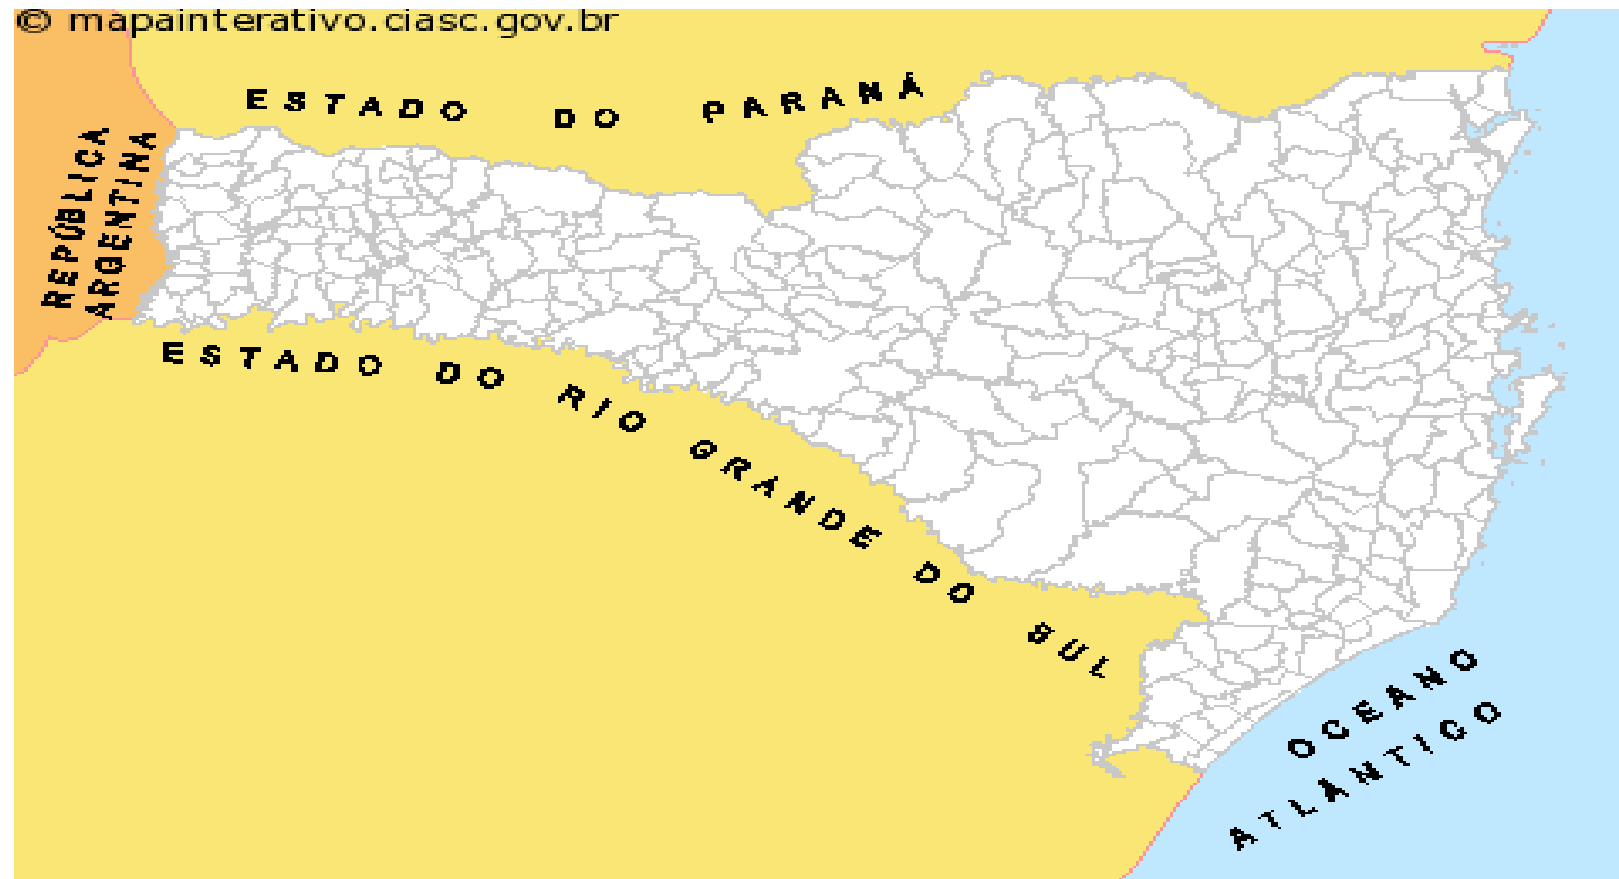 © mapainterativo.ciasc.gov.br
ESTADO DO PARANÁ
REPÚBLICA
ARGENTINA
ESTADO DO RIO GRANDE DO SUL
OCEANO
ATLÂNTICO